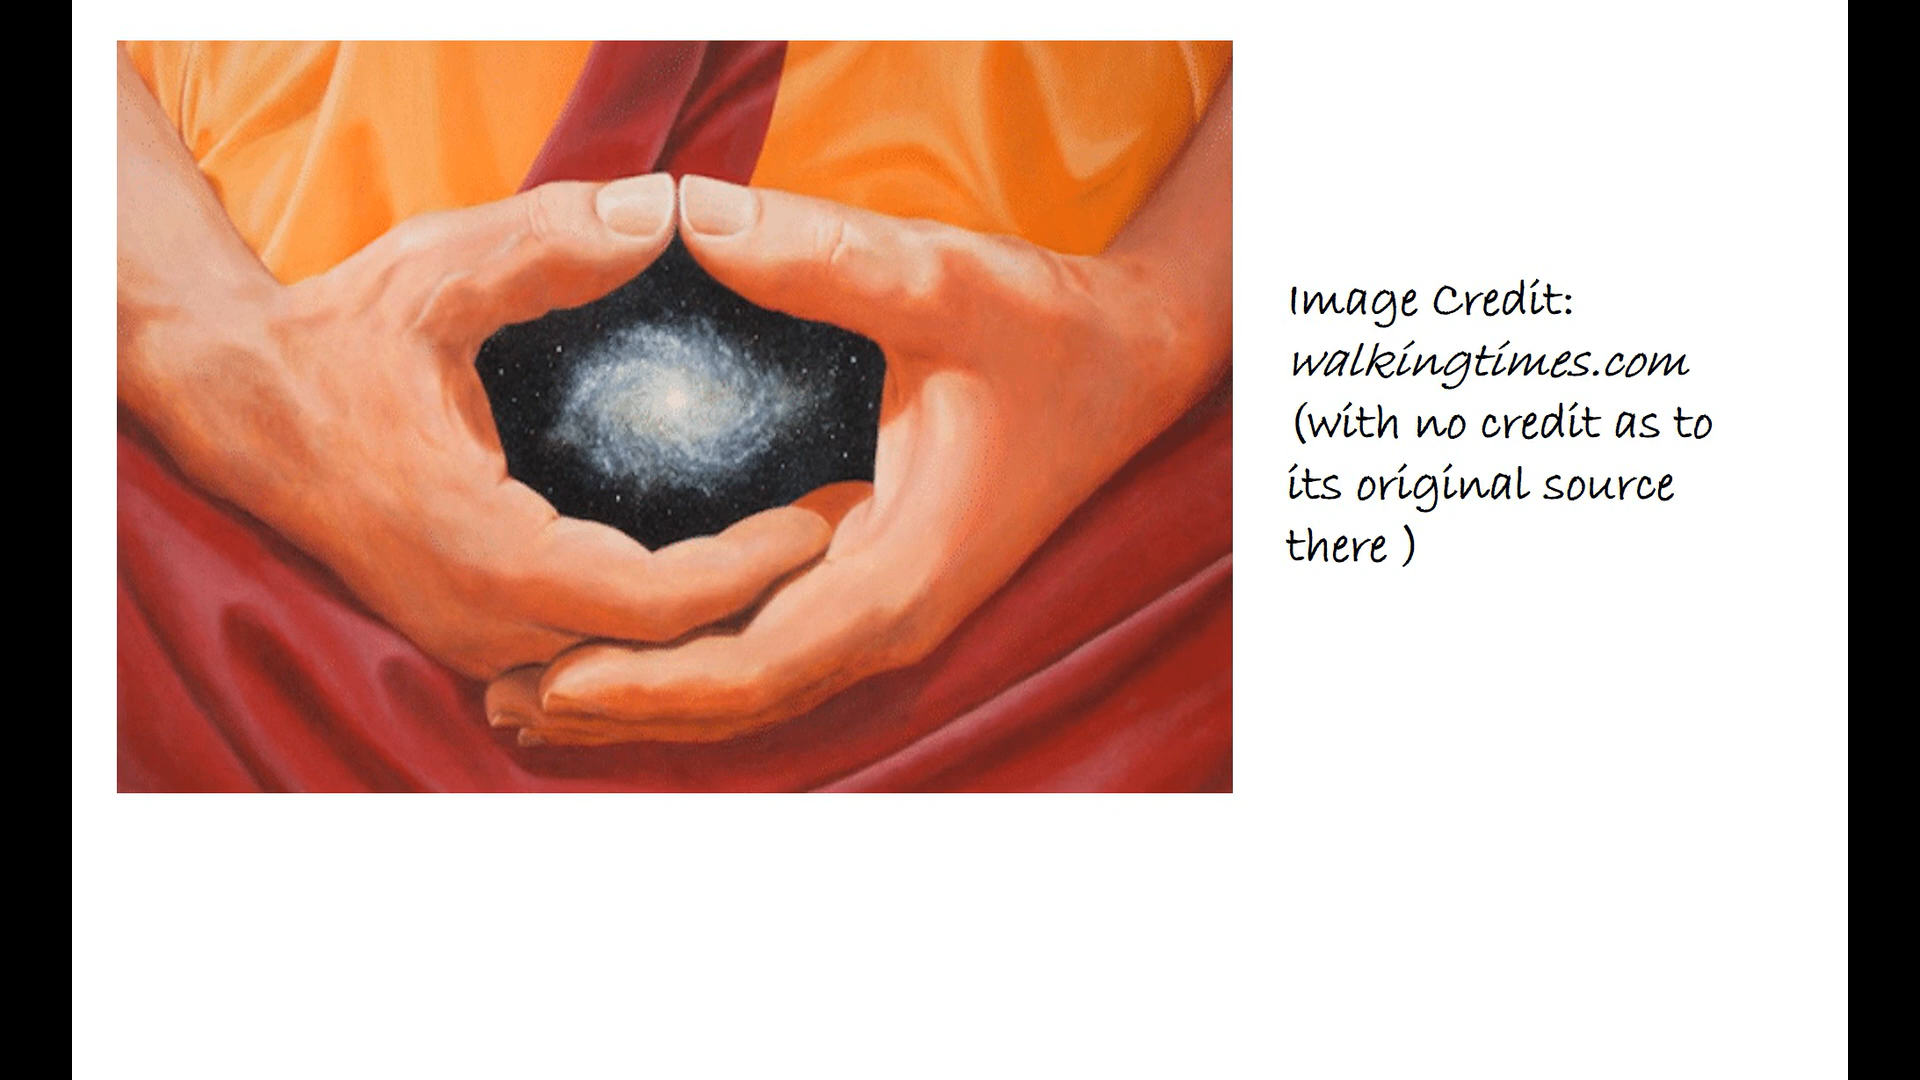 Image Credit:
walkingtimes.com
(with no credit as to
its original source
there )